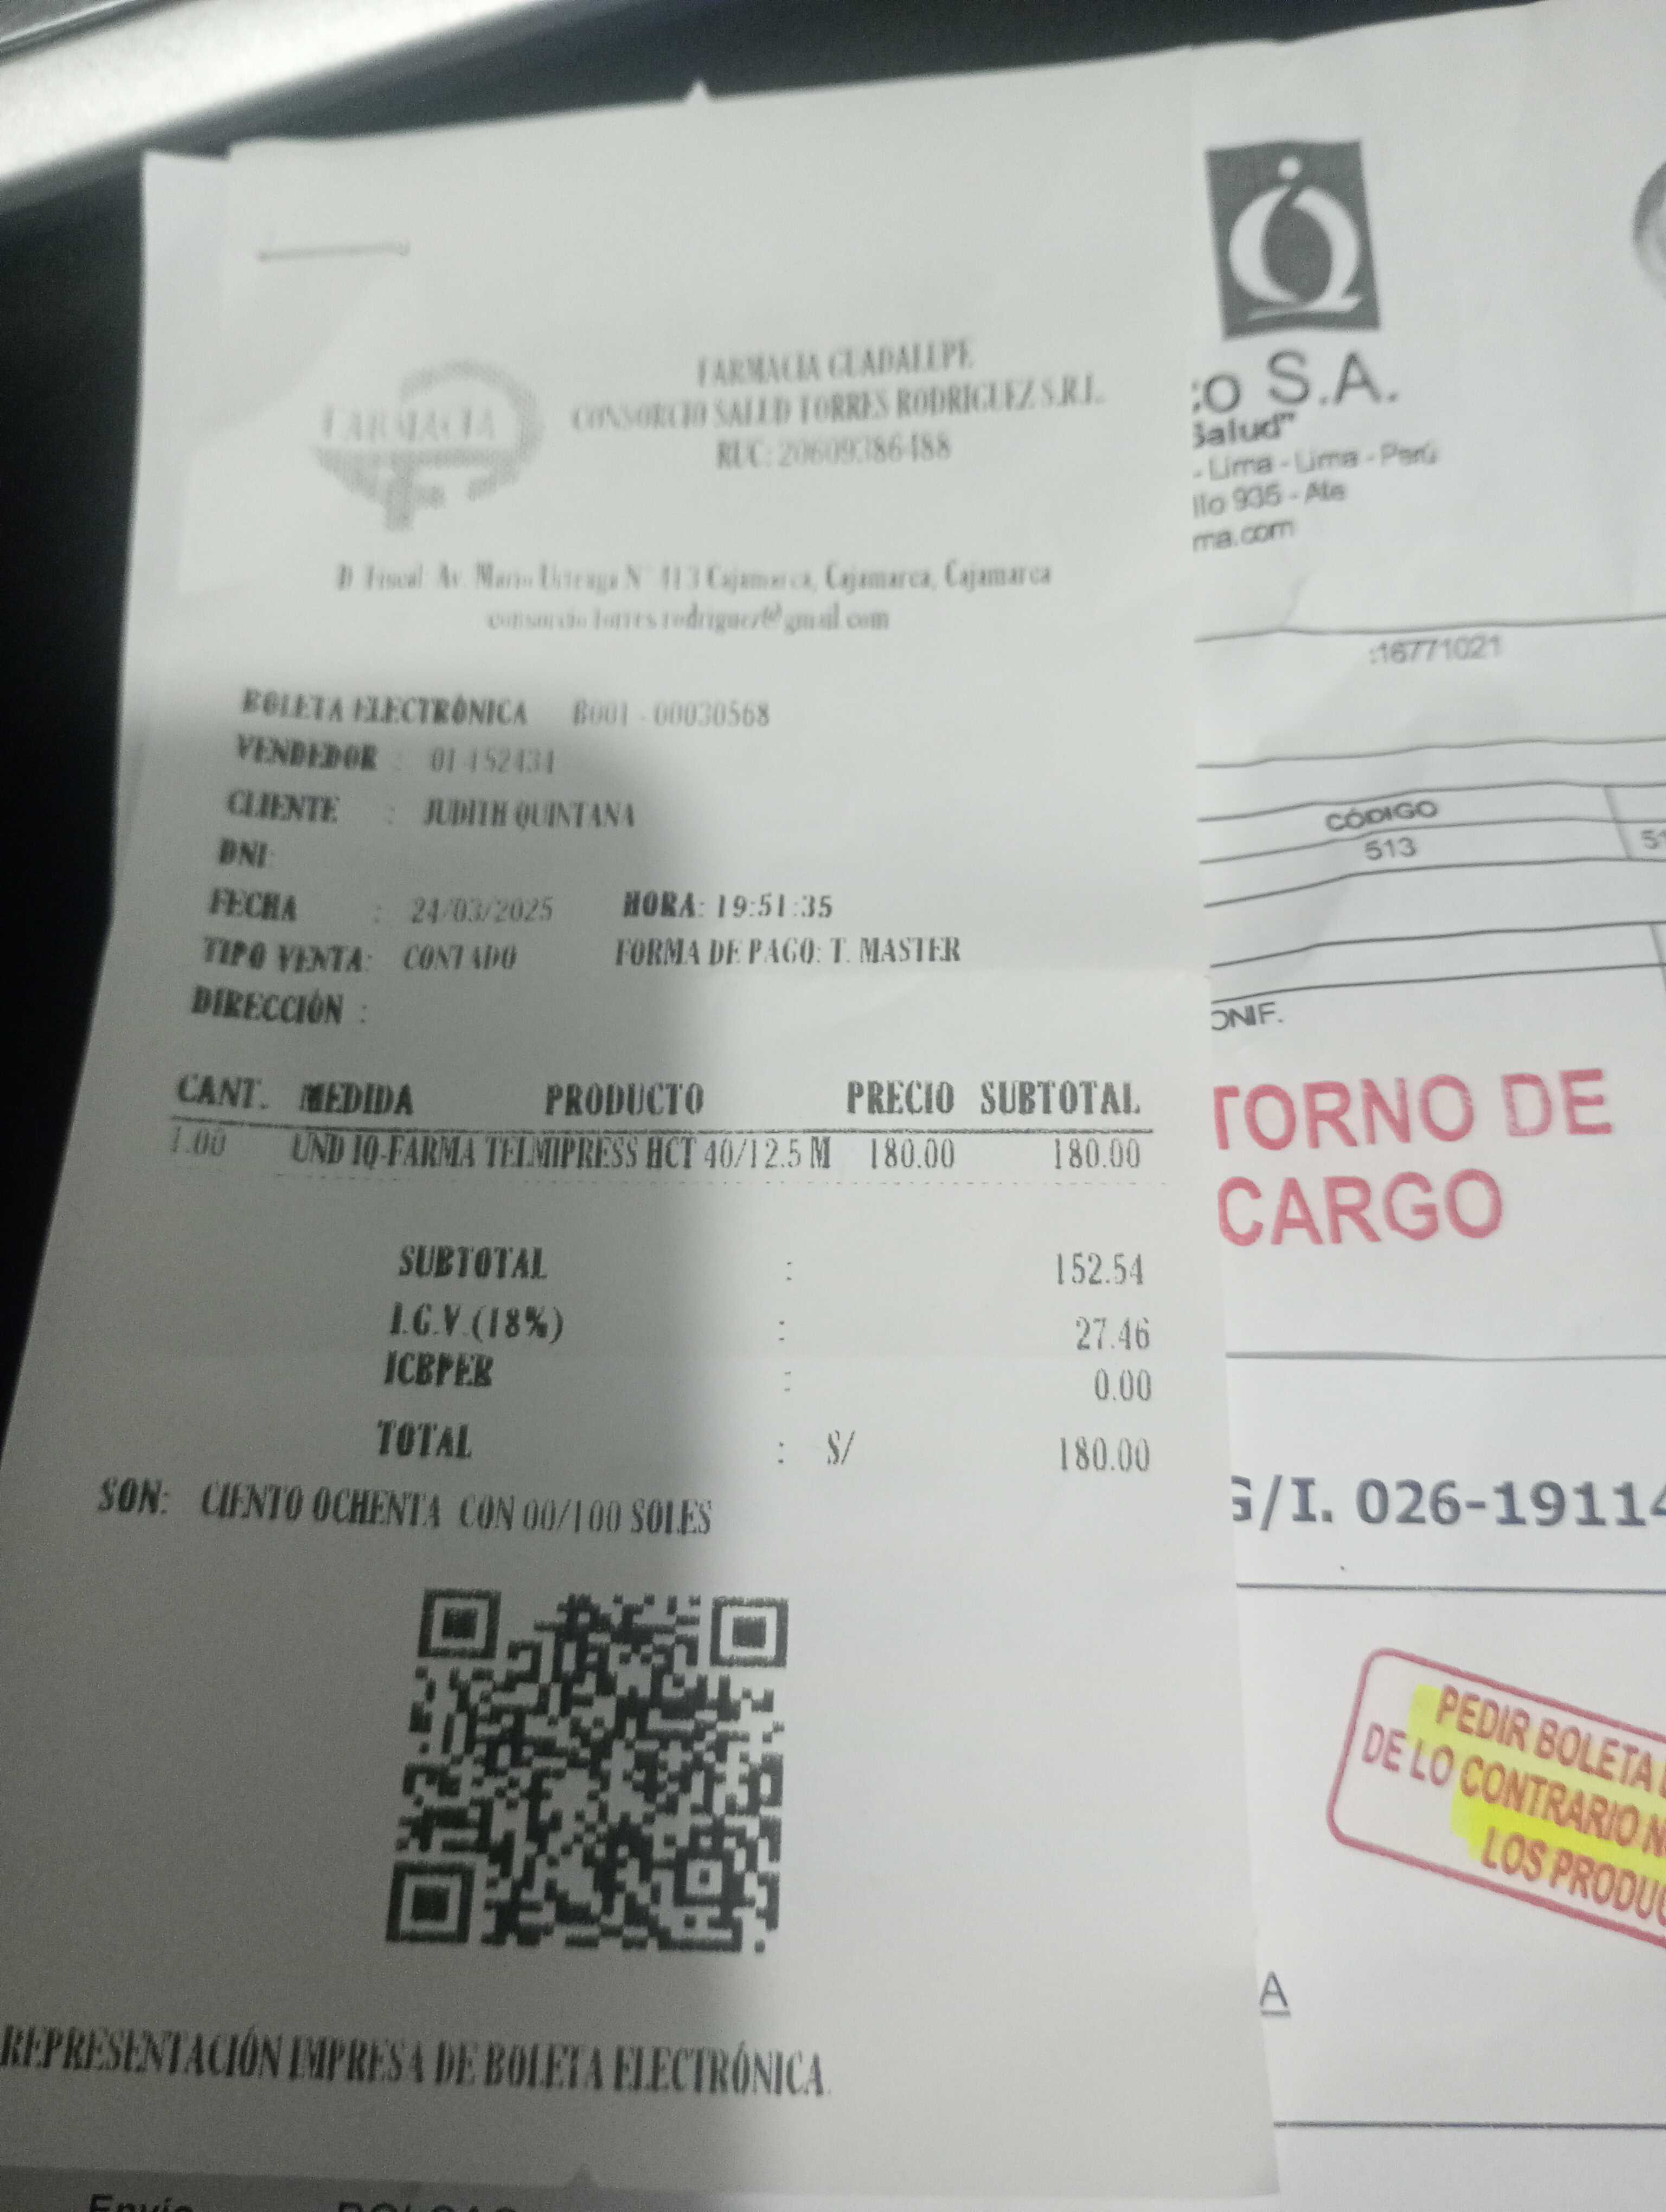 FARMACIA GUADALUPE
CONSORCIO SALUD TORRES RODRIGUEZ S.R.L.
RUC: 20609386488
FARMACIA
D. Fiscal: Av. Mario Urteaga N° 413 Cajamarca, Cajamarca, Cajamarca
consorcio.torres.rodriguez@gmail.com
BOLETA ELECTRÓNICA B001 - 00030568
VENDEDOR : 01-152434
CLIENTE : JUDITH QUINTANA
DNI:
FECHA : 24/03/2025 HORA: 19:51:35
TIPO VENTA: CONTADO FORMA DE PAGO: T. MASTER
DIRECCIÓN :
CANT. MEDIDA PRODUCTO PRECIO SUBTOTAL
1.00 UND IQ-FARMA TELMIPRESS HCT 40/12.5 M 180.00 180.00
SUBTOTAL : 152.54
I.G.V.(18%) : 27.46
ICBPER : 0.00
TOTAL : S/ 180.00
SON: CIENTO OCHENTA CON 00/100 SOLES
REPRESENTACIÓN IMPRESA DE BOLETA ELECTRÓNICA.
:o S.A.
Salud"
- Lima - Lima - Perú
llo 935 - Ate
ma.com
:16771021
CÓDIGO
513 51
ONIF.
TORNO DE
CARGO
G/I. 026-19114
PEDIR BOLETA
DE LO CONTRARIO N
LOS PRODUC
A
Envío